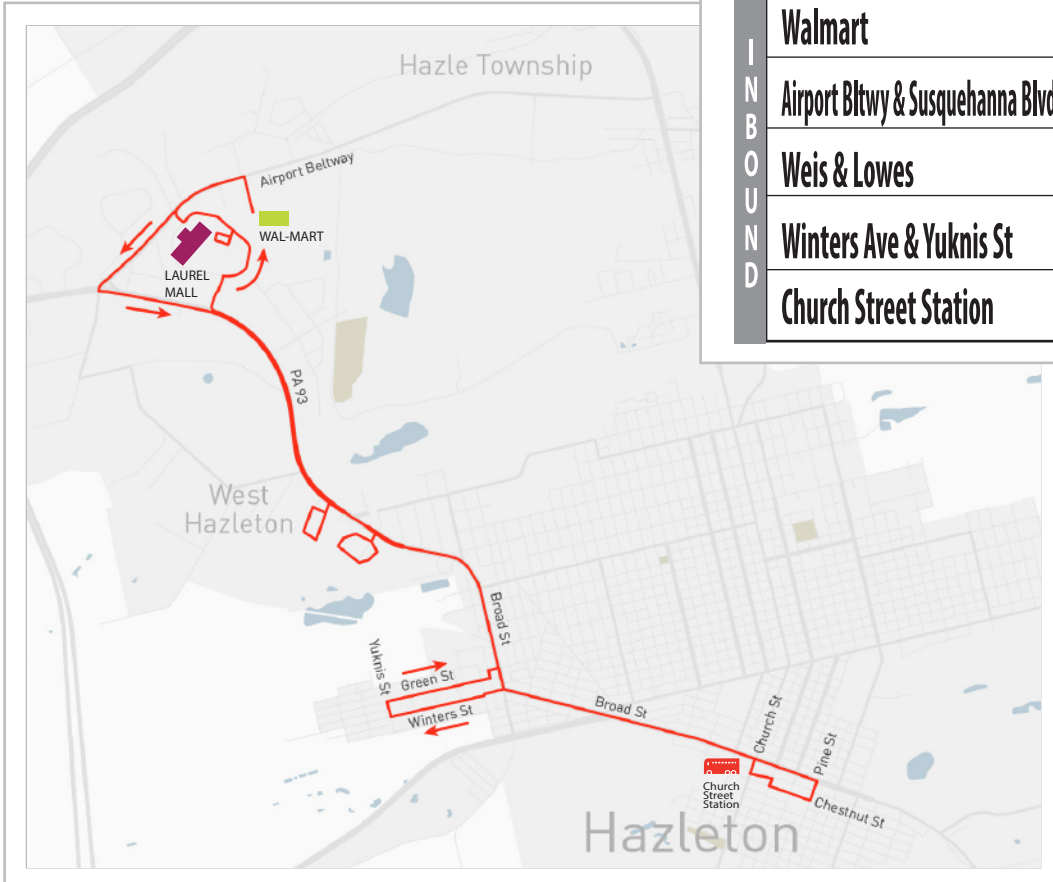 Hazle Township
Airport Beltway
WAL-MART
LAUREL
MALL
PA 93
West
Hazleton
Broad St
Yuknis St
Green St
Winters St
Broad St
Church St
Pine St
Church
Street
Station
Chestnut St
Hazleton
INBOUND
Walmart
Airport Bltwy & Susquehanna Blvd
Weis & Lowes
Winters Ave & Yuknis St
Church Street Station